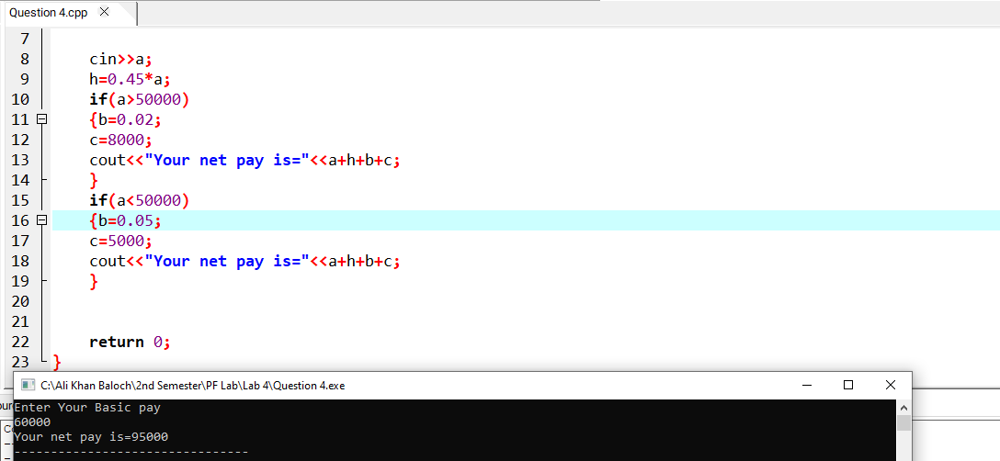 Question 4.cpp
7
8 cin>>a;
9 h=0.45*a;
10 if(a>50000)
11 {b=0.02;
12 c=8000;
13 cout<<"Your net pay is="<<a+h+b+c;
14 }
15 if(a<50000)
16 {b=0.05;
17 c=5000;
18 cout<<"Your net pay is="<<a+h+b+c;
19 }
20
21
22 return 0;
23 }
C:\Ali Khan Baloch\2nd Semester\PF Lab\Lab 4\Question 4.exe
Enter Your Basic pay
60000
Your net pay is=95000
--------------------------------